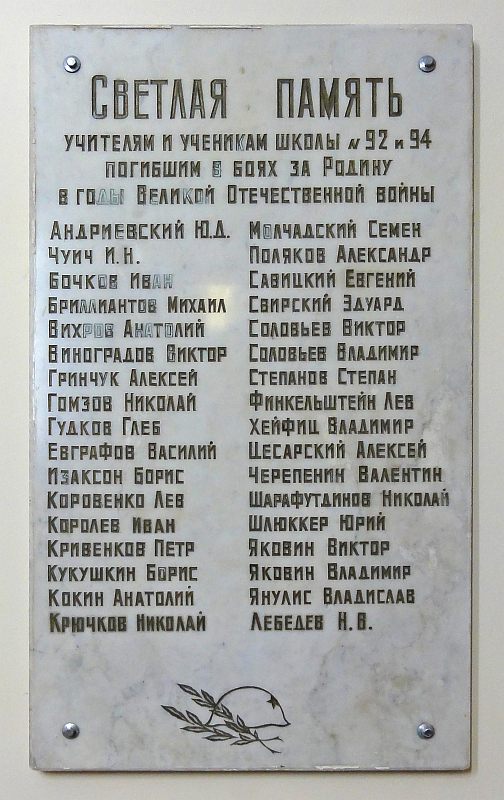 Светлая память
учителям и ученикам школы № 92 и 94
погибшим в боях за Родину
в годы Великой Отечественной войны
Андриевский Ю.Д.
Чуич И.Н.
Бочков Иван
Бриллиантов Михаил
Вихров Анатолий
Виноградов Виктор
Гринчук Алексей
Гомзов Николай
Гудков Глеб
Евграфов Василий
Изаксон Борис
Коровенко Лев
Королев Иван
Кривенков Петр
Кукушкин Борис
Кокин Анатолий
Крючков Николай
Молчадский Семен
Поляков Александр
Савицкий Евгений
Свирский Эдуард
Соловьев Виктор
Соловьев Владимир
Степанов Степан
Финкельштейн Лев
Хейфиц Владимир
Цесарский Алексей
Черепенин Валентин
Шарафутдинов Николай
Шлюккер Юрий
Яковин Виктор
Яковин Владимир
Янулис Владислав
Лебедев Н.В.